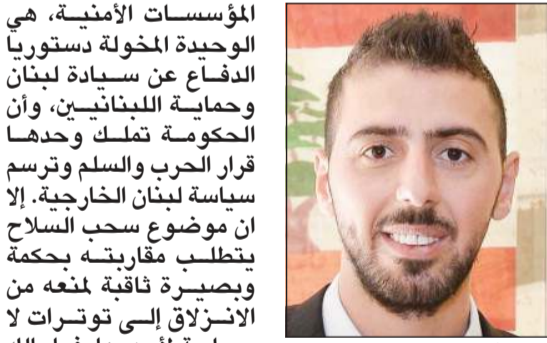 المؤسسات الأمنية، هي
الوحيدة المخولة دستوريا
الدفاع عن سيادة لبنان
وحماية اللبنانيين، وأن
الحكومة تملك وحدها
قرار الحرب والسلم وترسم
سياسة لبنان الخارجية. إلا
ان موضوع سحب السلاح
يتطلب مقاربته بحكمة
وبصيرة ثاقبة لمنعه من
الانزلاق إلى توترات لا